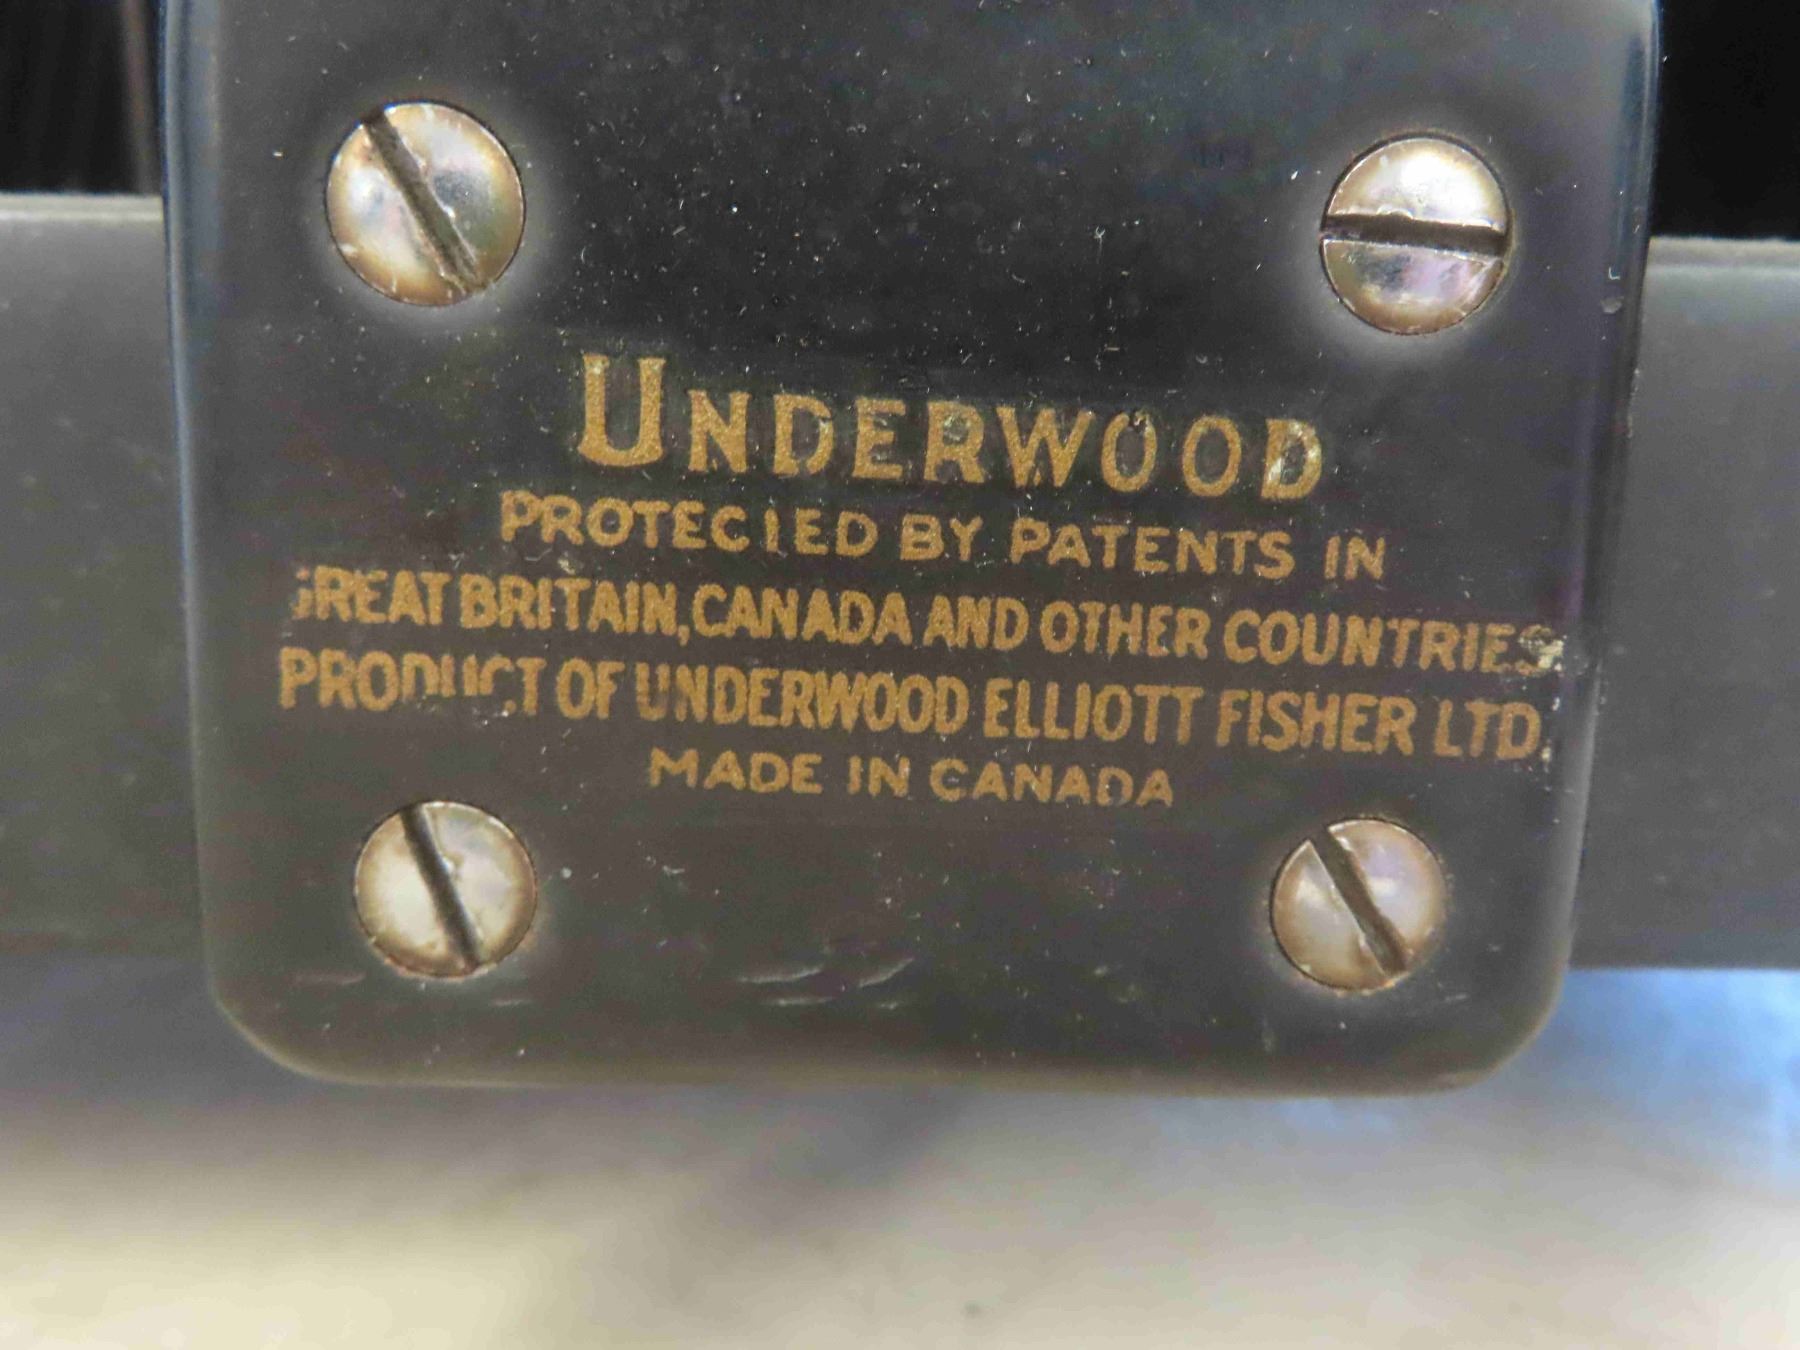 UNDERWOOD
PROTECTED BY PATENTS IN
GREAT BRITAIN, CANADA AND OTHER COUNTRIES.
PRODUCT OF UNDERWOOD ELLIOTT FISHER LTD.
MADE IN CANADA